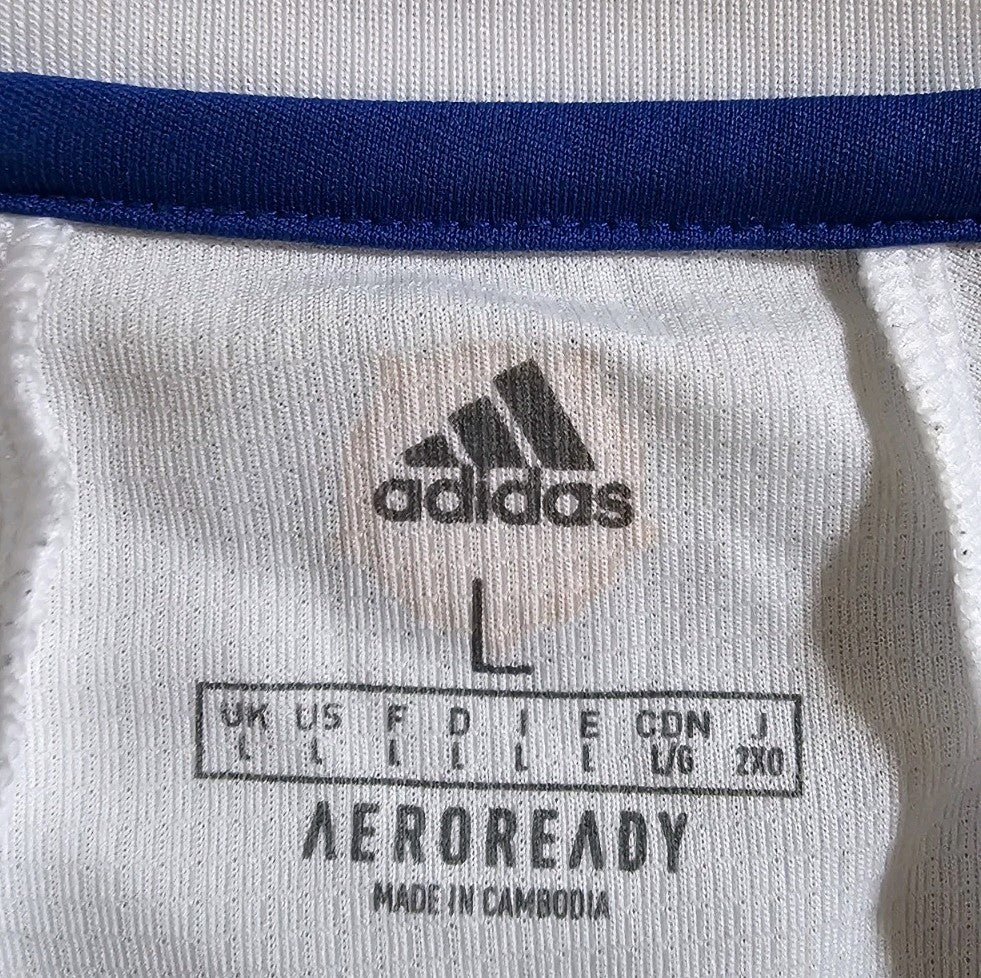 adidas
L
UK US F D I E CDN J
L L L L L L L/G 2XO
AEROREADY
MADE IN CAMBODIA